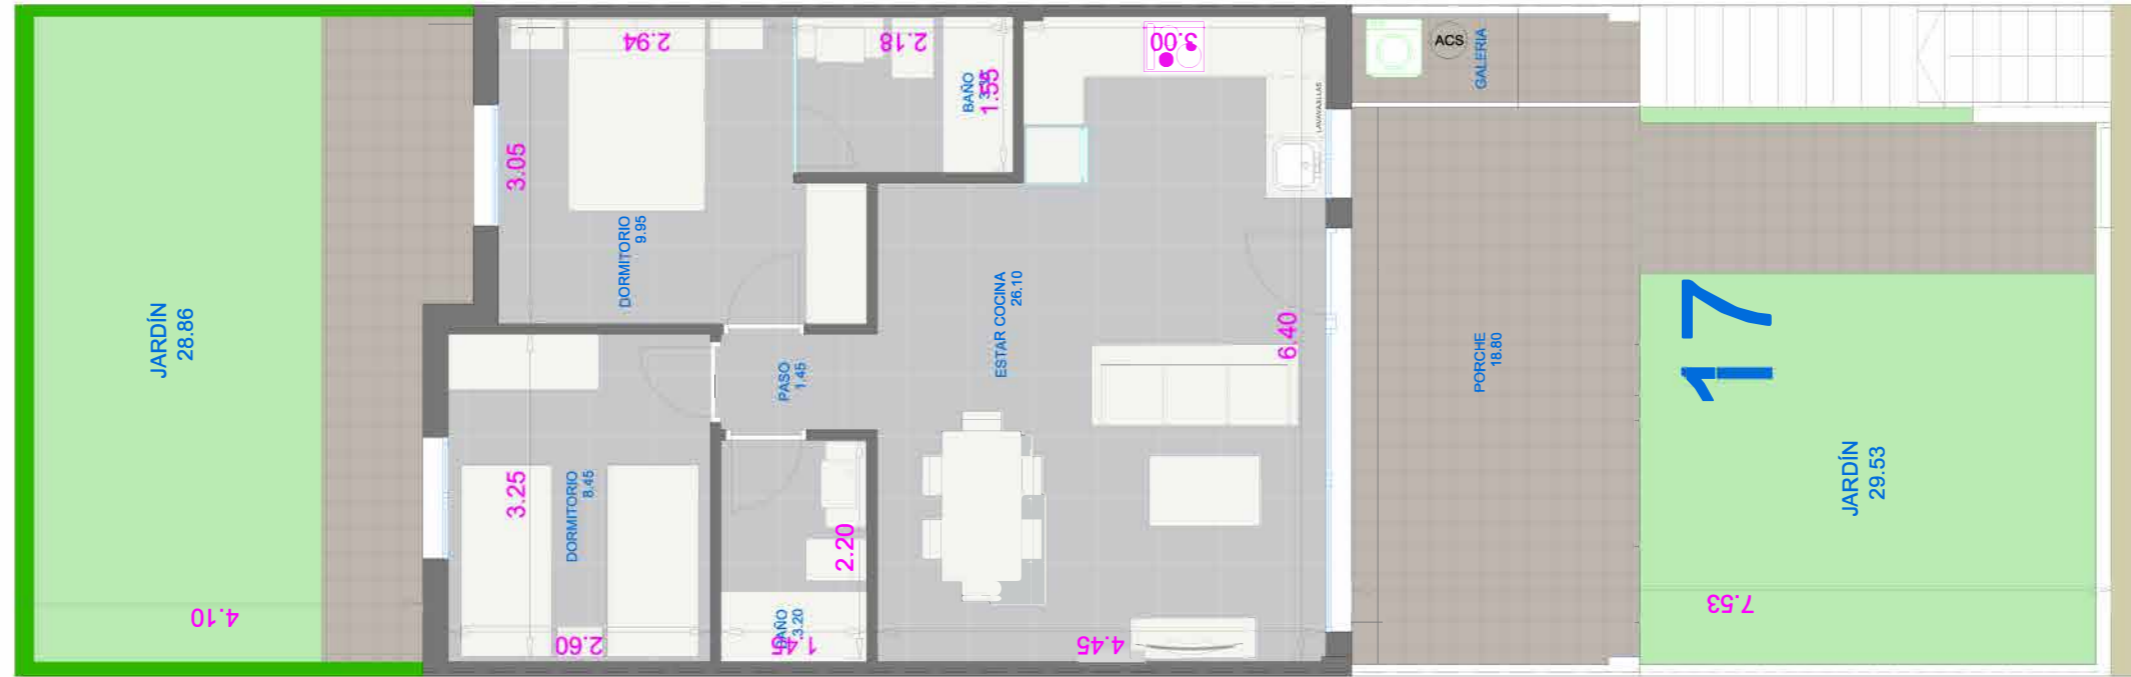 JARDÍN
28.86
4.10
DORMITORIO
9.95
2.94
3.05
DORMITORIO
8.45
3.25
2.60
BAÑO
2.18
1.55
PASO
1.45
BAÑO
3.20
2.20
1.45
ESTAR COCINA
26.10
3.00
LAVAVAJILLAS
6.40
4.45
ACS
GALERIA
PORCHE
18.80
17
JARDÍN
29.53
7.53